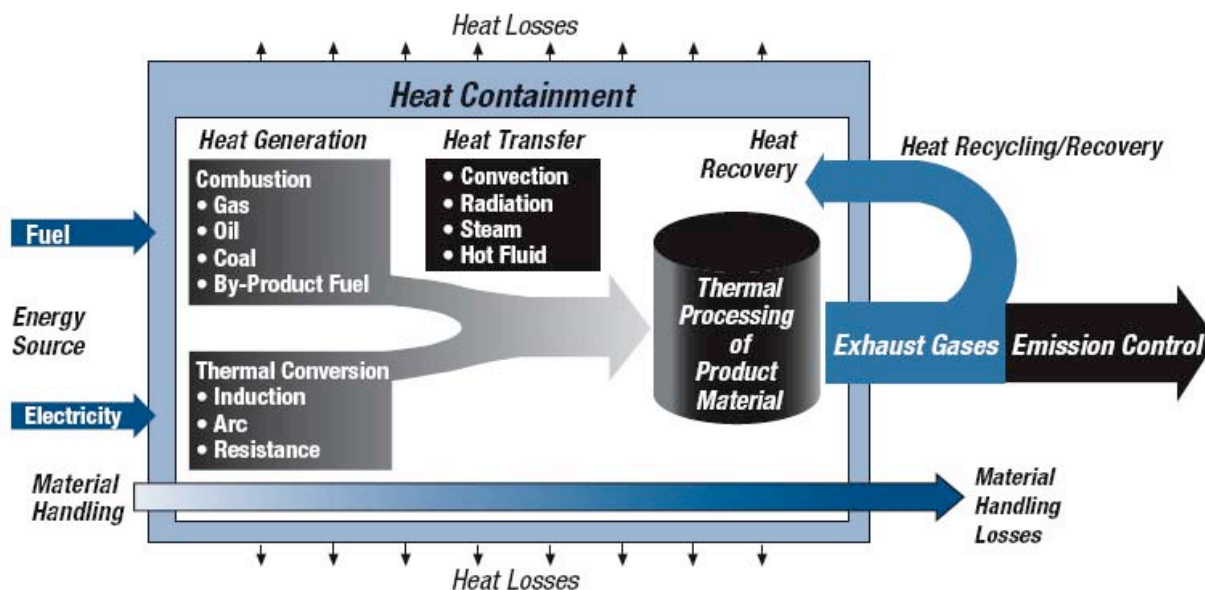 Heat Losses
Heat Containment
Heat Generation
Combustion
• Gas
• Oil
• Coal
• By-Product Fuel
Heat Transfer
• Convection
• Radiation
• Steam
• Hot Fluid
Heat
Recovery
Heat Recycling/Recovery
Fuel
Energy
Source
Electricity
Thermal Conversion
• Induction
• Arc
• Resistance
Thermal
Processing
of
Product
Material
Exhaust Gases
Emission Control
Material
Handling
Material
Handling
Losses
Heat Losses